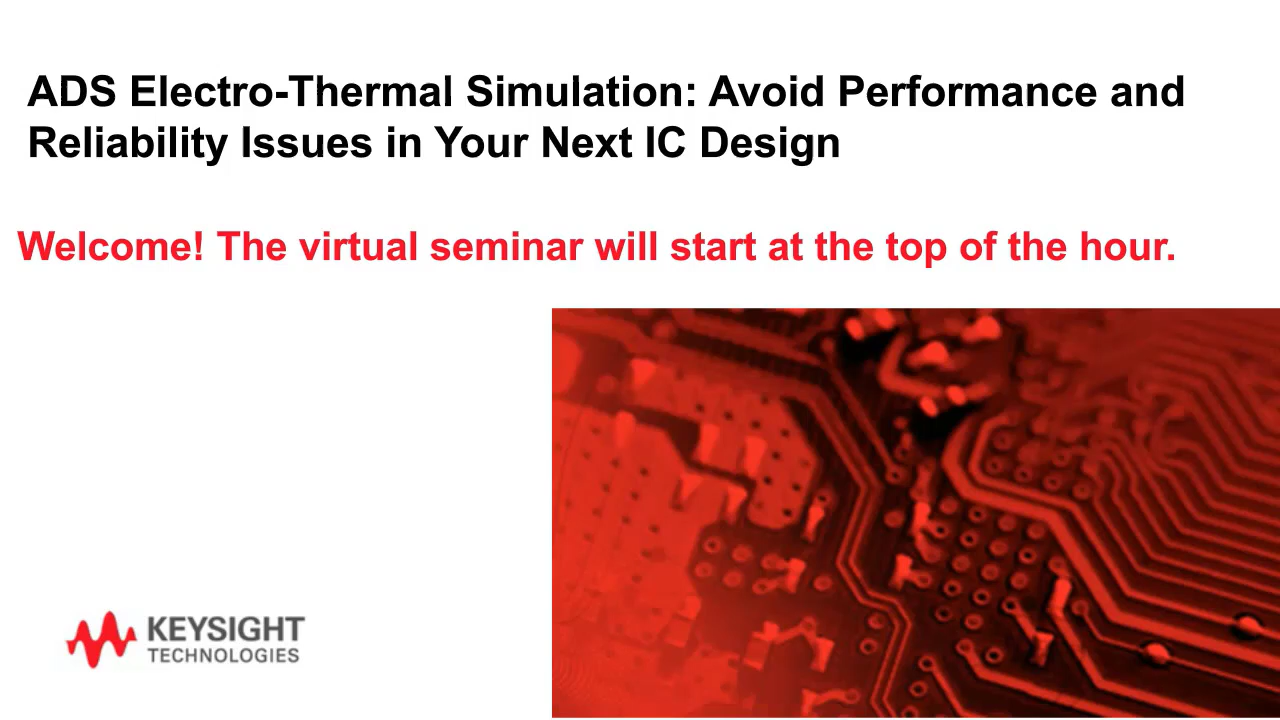 ADS Electro-Thermal Simulation: Avoid Performance and
Reliability Issues in Your Next IC Design
Welcome! The virtual seminar will start at the top of the hour.
KEYSIGHT
TECHNOLOGIES